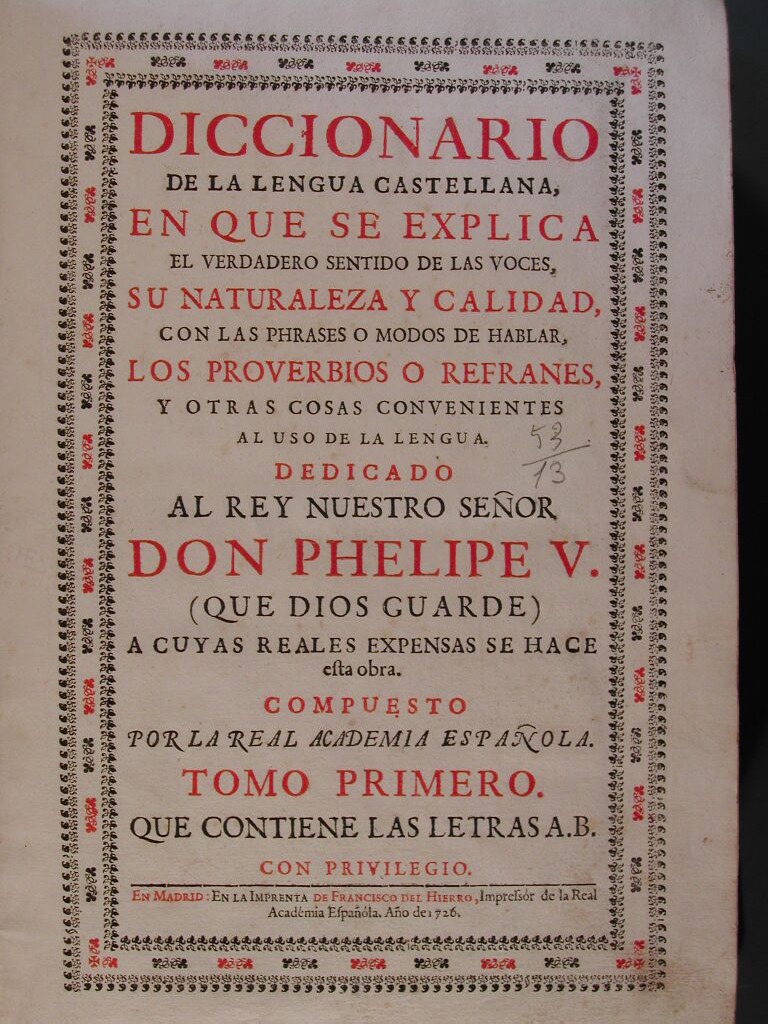 DICCIONARIO
DE LA LENGUA CASTELLANA,
EN QUE SE EXPLICA
EL VERDADERO SENTIDO DE LAS VOCES,
SU NATURALEZA Y CALIDAD,
CON LAS PHRASES O MODOS DE HABLAR,
LOS PROVERBIOS O REFRANES,
Y OTRAS COSAS CONVENIENTES
AL USO DE LA LENGUA.
53
13
DEDICADO
AL REY NUESTRO SEÑOR
DON PHELIPE V.
(QUE DIOS GUARDE)
A CUYAS REALES EXPENSAS SE HACE
eſta obra.
COMPUESTO
POR LA REAL ACADEMIA ESPAÑOLA.
TOMO PRIMERO.
QUE CONTIENE LAS LETRAS A.B.
CON PRIVILEGIO.
EN MADRID: EN LA IMPRENTA DE FRANCISCO DEL HIERRO, Impreſſór de la Real
Académia Eſpañóla. Año de 1726.